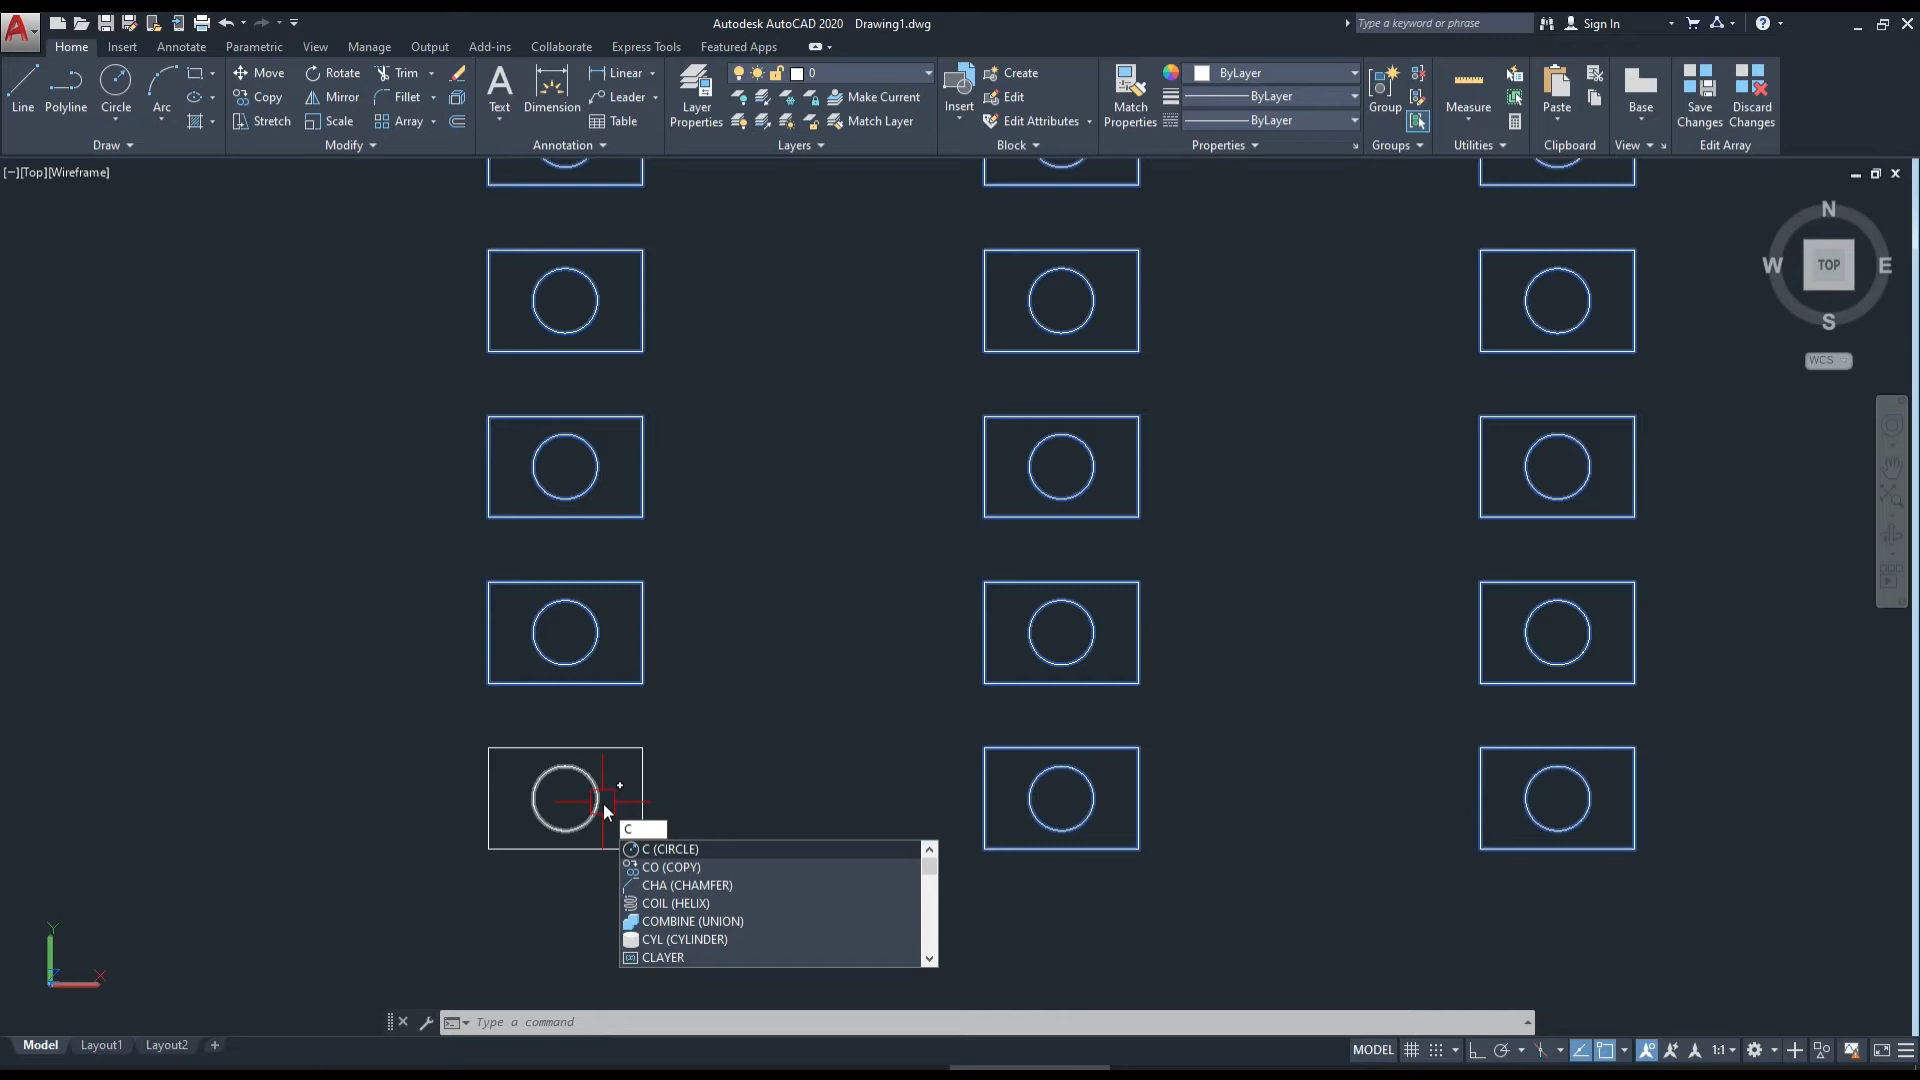 Autodesk AutoCAD 2020 Drawing1.dwg
Type a keyword or phrase
Sign In
Home Insert Annotate Parametric View Manage Output Add-ins Collaborate Express Tools Featured Apps
Line Polyline Circle Arc
Move Rotate Trim
Copy Mirror Fillet
Stretch Scale Array
Text Dimension
Linear
Leader
Table
Layer Properties
0
Make Current
Match Layer
Insert
Create
Edit
Edit Attributes
Match Properties
ByLayer
ByLayer
ByLayer
Group
Measure
Paste
Base
Save Changes
Discard Changes
Draw Modify Annotation Layers Block Properties Groups Utilities Clipboard View Edit Array
[−][Top][Wireframe]
N
W TOP E
S
WCS
C
C (CIRCLE)
CO (COPY)
CHA (CHAMFER)
COIL (HELIX)
COMBINE (UNION)
CYL (CYLINDER)
CLAYER
Y
X
Type a command
Model Layout1 Layout2 +
MODEL 1:1